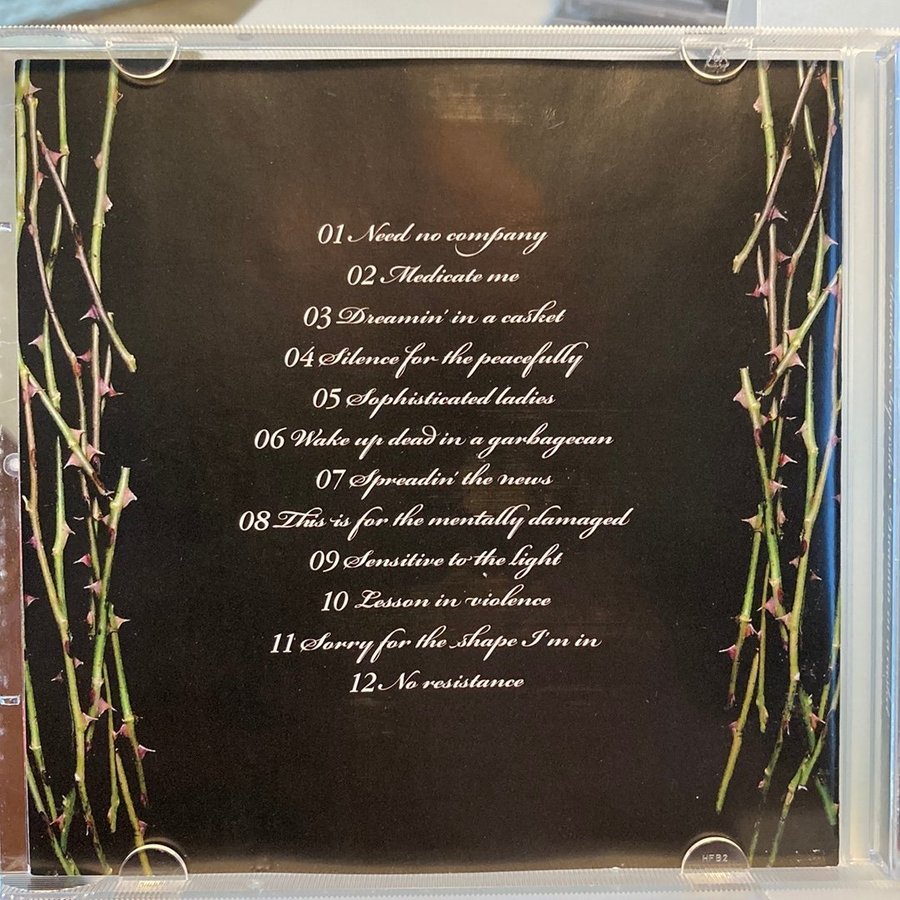 01 Need no company
02 Medicate me
03 Dreamin' in a casket
04 Silence for the peacefully
05 Sophisticated ladies
06 Wake up dead in a garbagecan
07 Spreadin' the news
08 This is for the mentally damaged
09 Sensitive to the light
10 Lesson in violence
11 Sorry for the shape I'm in
12 No resistance
HFB2